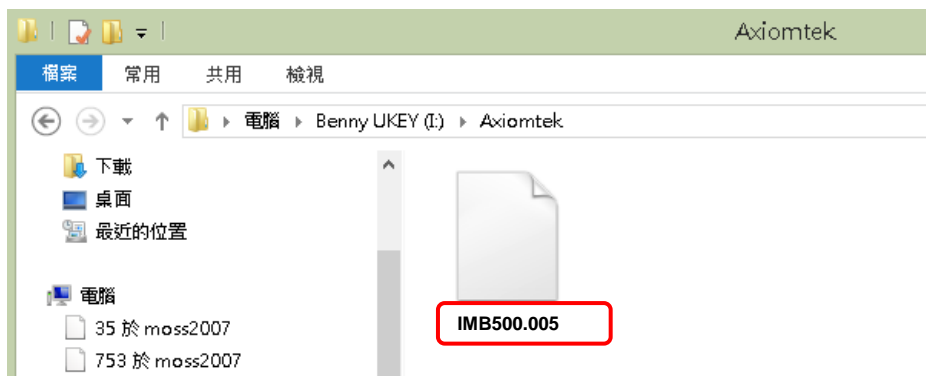 Axiomtek
檔案 常用 共用 檢視
電腦 Benny UKEY (I:) Axiomtek
下載
桌面
最近的位置
電腦
35 於 moss2007
753 於 moss2007
IMB500.005